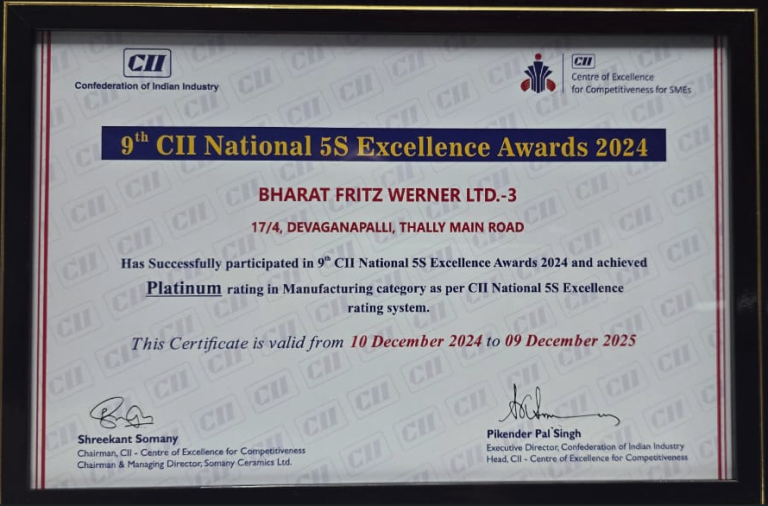 CII
Confederation of Indian Industry
CII
Centre of Excellence
for Competitiveness for SMEs
9th CII National 5S Excellence Awards 2024
BHARAT FRITZ WERNER LTD.-3
17/4, DEVAGANAPALLI, THALLY MAIN ROAD
Has Successfully participated in 9th CII National 5S Excellence Awards 2024 and achieved
Platinum rating in Manufacturing category as per CII National 5S Excellence
rating system.
This Certificate is valid from 10 December 2024 to 09 December 2025
Shreekant Somany
Chairman, CII - Centre of Excellence for Competitiveness
Chairman & Managing Director, Somany Ceramics Ltd.
Pikender Pal Singh
Executive Director, Confederation of Indian Industry
Head, CII - Centre of Excellence for Competitiveness